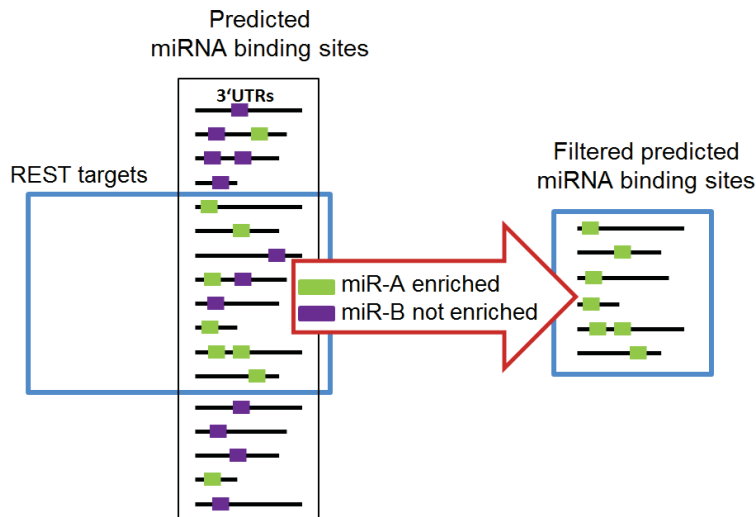 Predicted
miRNA binding sites
3‘UTRs
REST targets
Filtered predicted
miRNA binding sites
miR-A enriched
miR-B not enriched